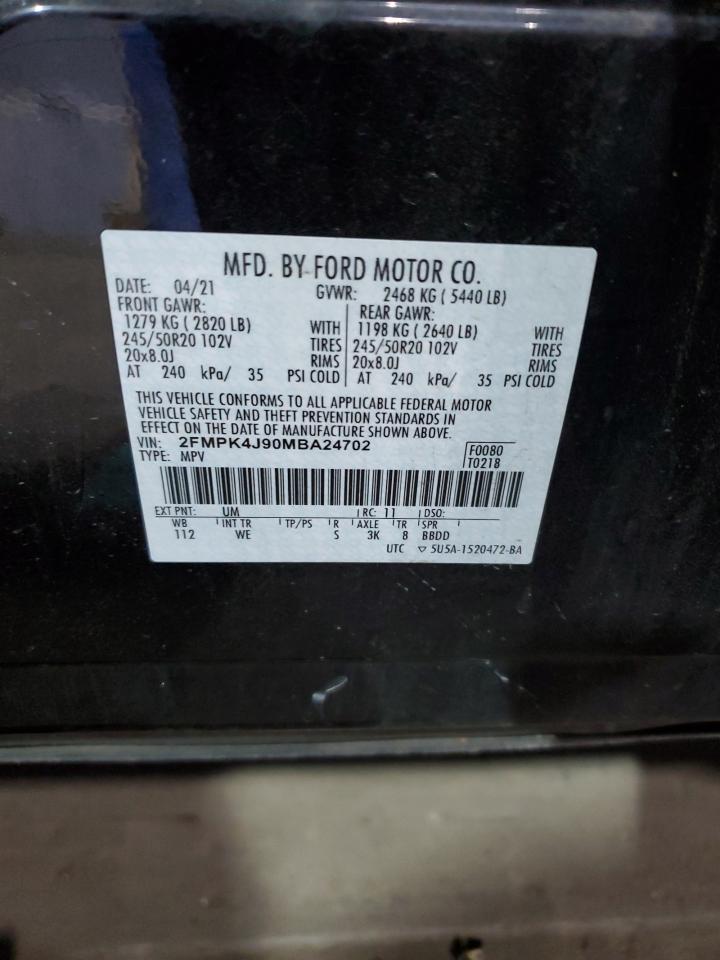 MFD. BY FORD MOTOR CO.
DATE: 04/21 GVWR: 2468 KG ( 5440 LB)
FRONT GAWR: REAR GAWR:
1279 KG ( 2820 LB) WITH 1198 KG ( 2640 LB) WITH
245/50R20 102V TIRES 245/50R20 102V TIRES
20x8.0J RIMS 20x8.0J RIMS
AT 240 kPa/ 35 PSI COLD AT 240 kPa/ 35 PSI COLD
THIS VEHICLE CONFORMS TO ALL APPLICABLE FEDERAL MOTOR
VEHICLE SAFETY AND THEFT PREVENTION STANDARDS IN
EFFECT ON THE DATE OF MANUFACTURE SHOWN ABOVE.
VIN: 2FMPK4J90MBA24702 F0080
TYPE: MPV T0218
EXT PNT: UM RC: 11 DSO:
WB INT TR TP/PS R AXLE TR SPR
112 WE S 3K 8 BBDD
UTC ▽ 5U5A-1520472-BA